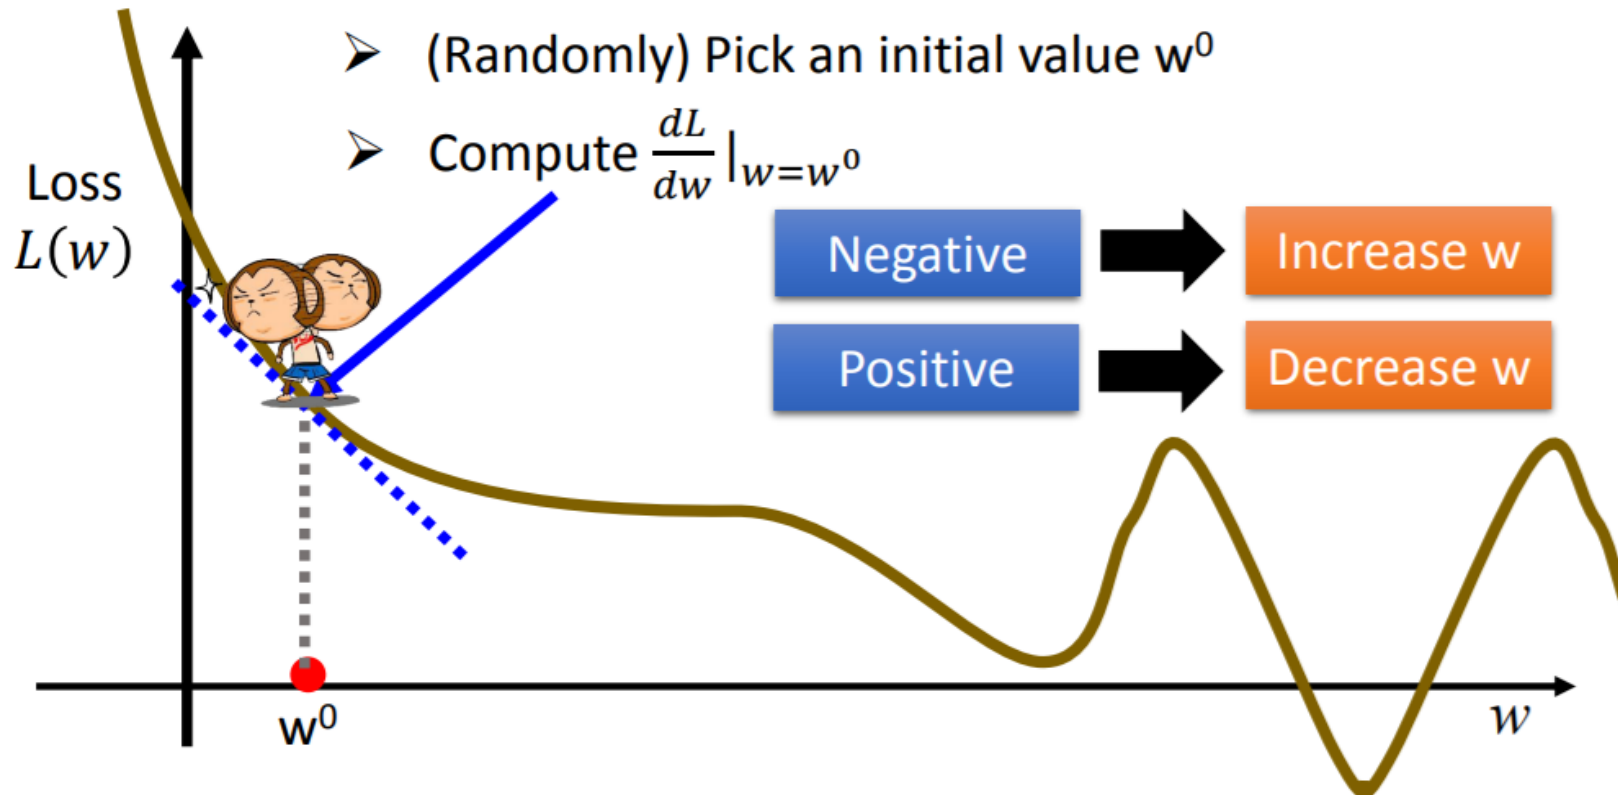 ➢ (Randomly) Pick an initial value w⁰
➢ Compute dL/dw |w=w⁰
Loss
L(w)
Negative
Increase w
Positive
Decrease w
w⁰
w